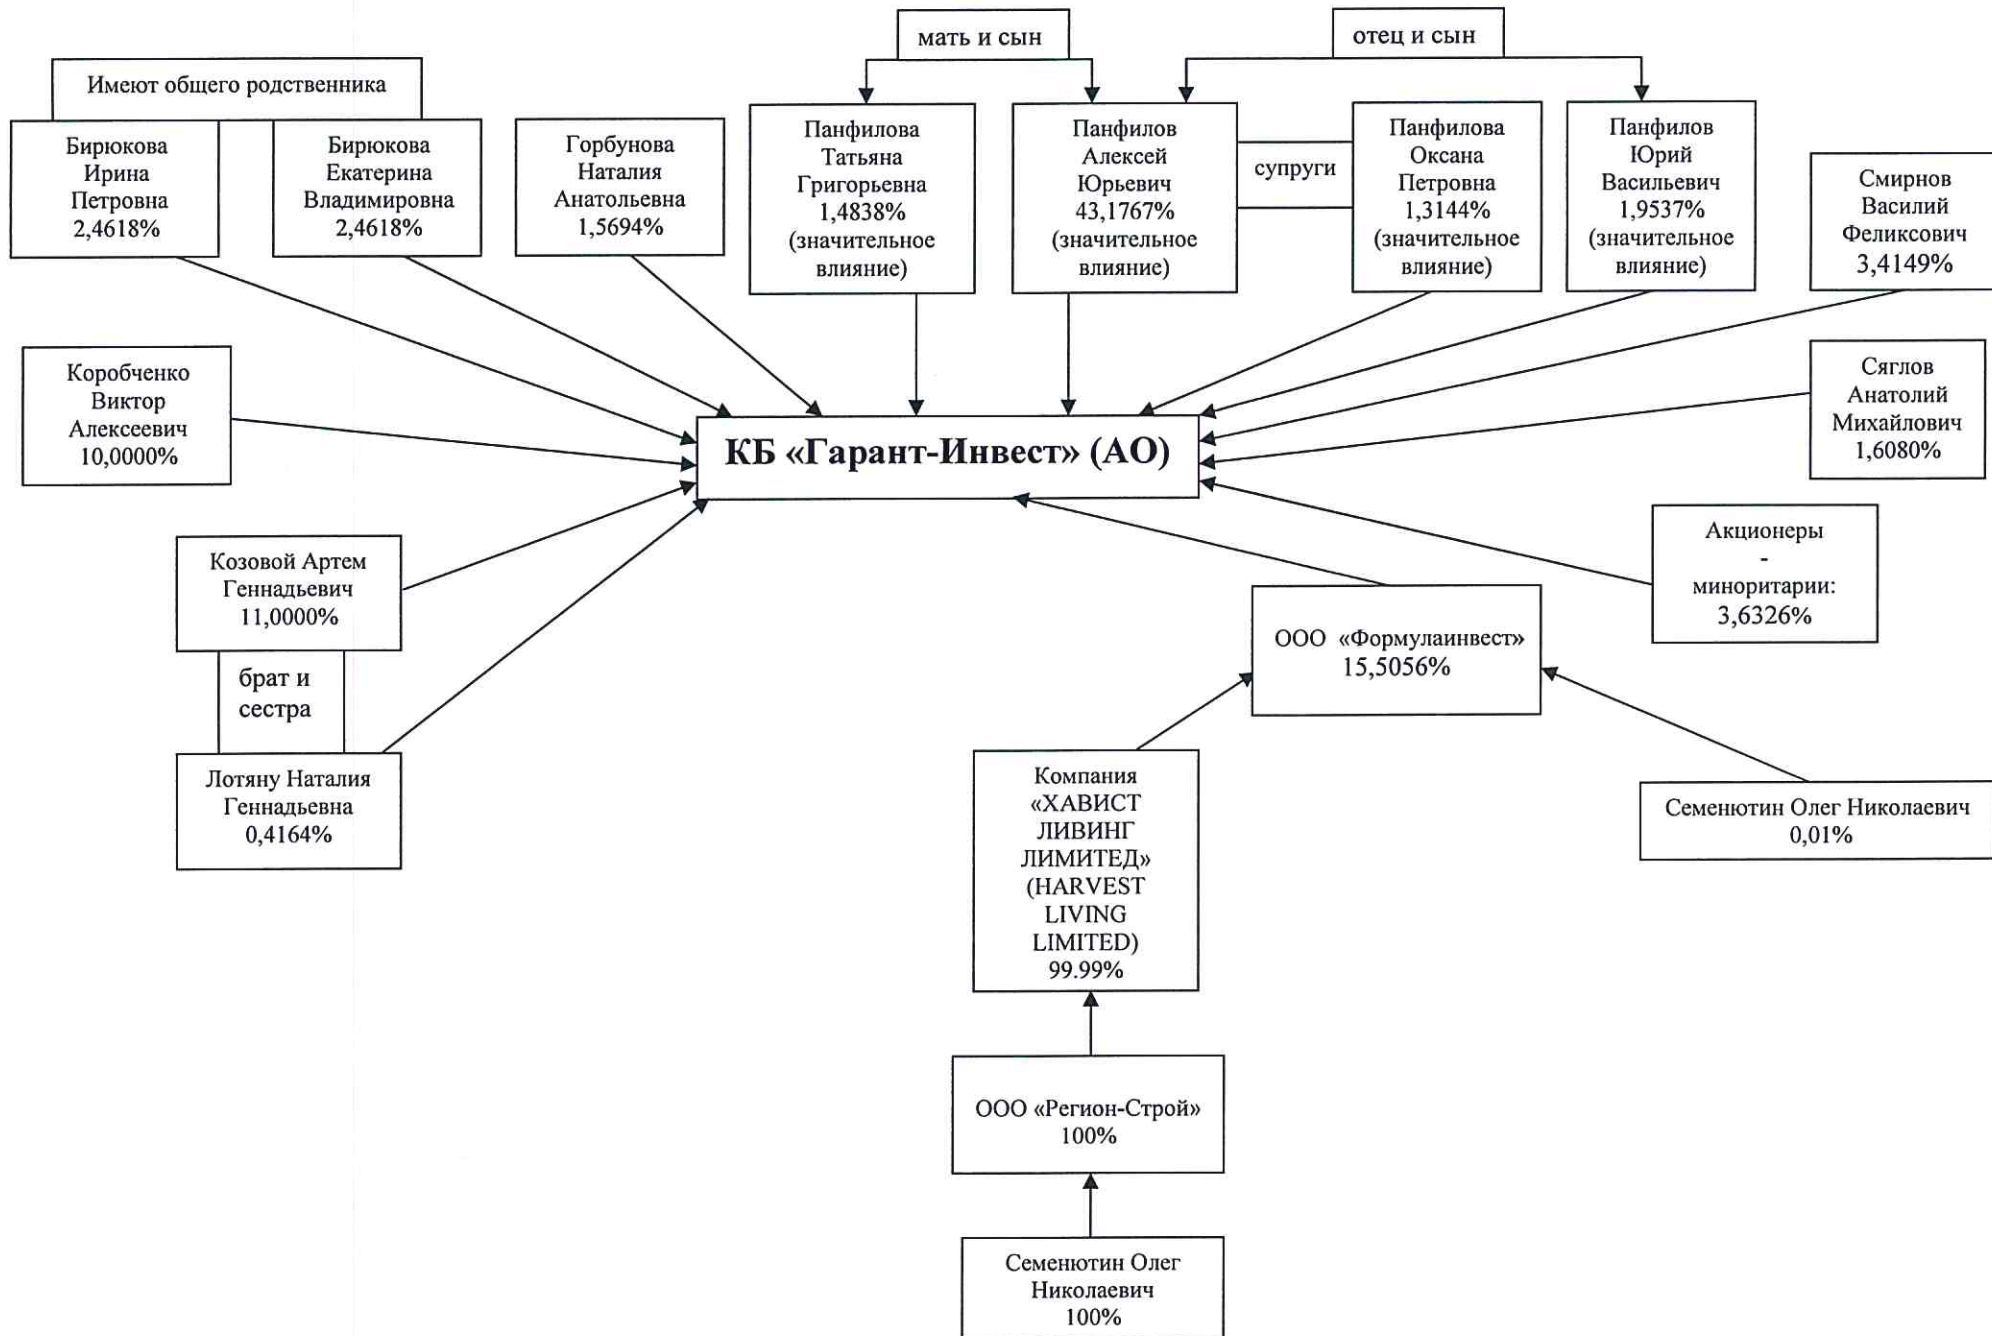 мать и сын
отец и сын
Имеют общего родственника
Бирюкова
Ирина
Петровна
2,4618%
Бирюкова
Екатерина
Владимировна
2,4618%
Горбунова
Наталия
Анатольевна
1,5694%
Панфилова
Татьяна
Григорьевна
1,4838%
(значительное
влияние)
Панфилов
Алексей
Юрьевич
43,1767%
(значительное
влияние)
супруги
Панфилова
Оксана
Петровна
1,3144%
(значительное
влияние)
Панфилов
Юрий
Васильевич
1,9537%
(значительное
влияние)
Смирнов
Василий
Феликсович
3,4149%
Коробченко
Виктор
Алексеевич
10,0000%
КБ «Гарант-Инвест» (АО)
Сяглов
Анатолий
Михайлович
1,6080%
Козовой Артем
Геннадьевич
11,0000%
Акционеры
-
миноритарии:
3,6326%
ООО «Формулаинвест»
15,5056%
брат и
сестра
Лотяну Наталия
Геннадьевна
0,4164%
Компания
«ХАВИСТ
ЛИВИНГ
ЛИМИТЕД»
(HARVEST
LIVING
LIMITED)
99.99%
Семенютин Олег Николаевич
0,01%
ООО «Регион-Строй»
100%
Семенютин Олег
Николаевич
100%